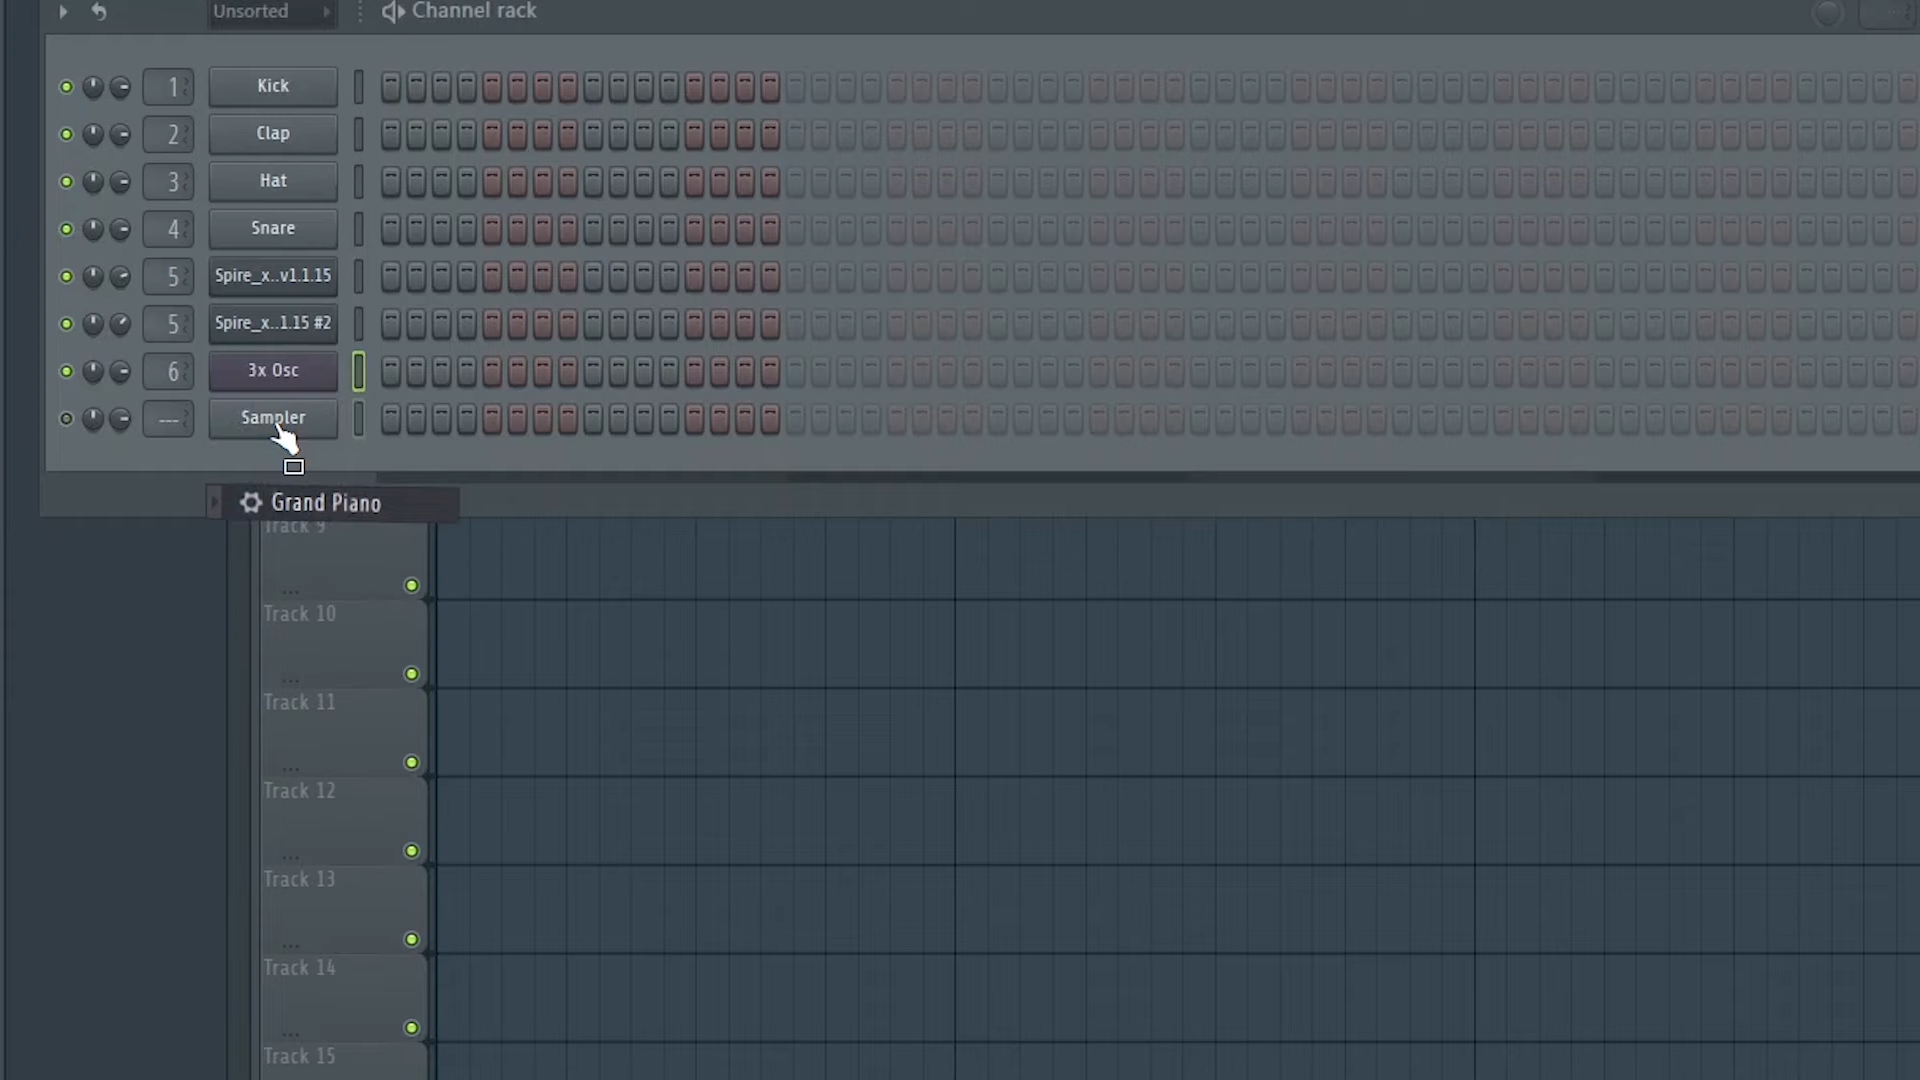 Unsorted
Channel rack
1 Kick
2 Clap
3 Hat
4 Snare
5 Spire_x..v1.1.15
5 Spire_x..1.15 #2
6 3x Osc
--- Sampler
Grand Piano
Track 9
...
Track 10
...
Track 11
...
Track 12
...
Track 13
...
Track 14
...
Track 15